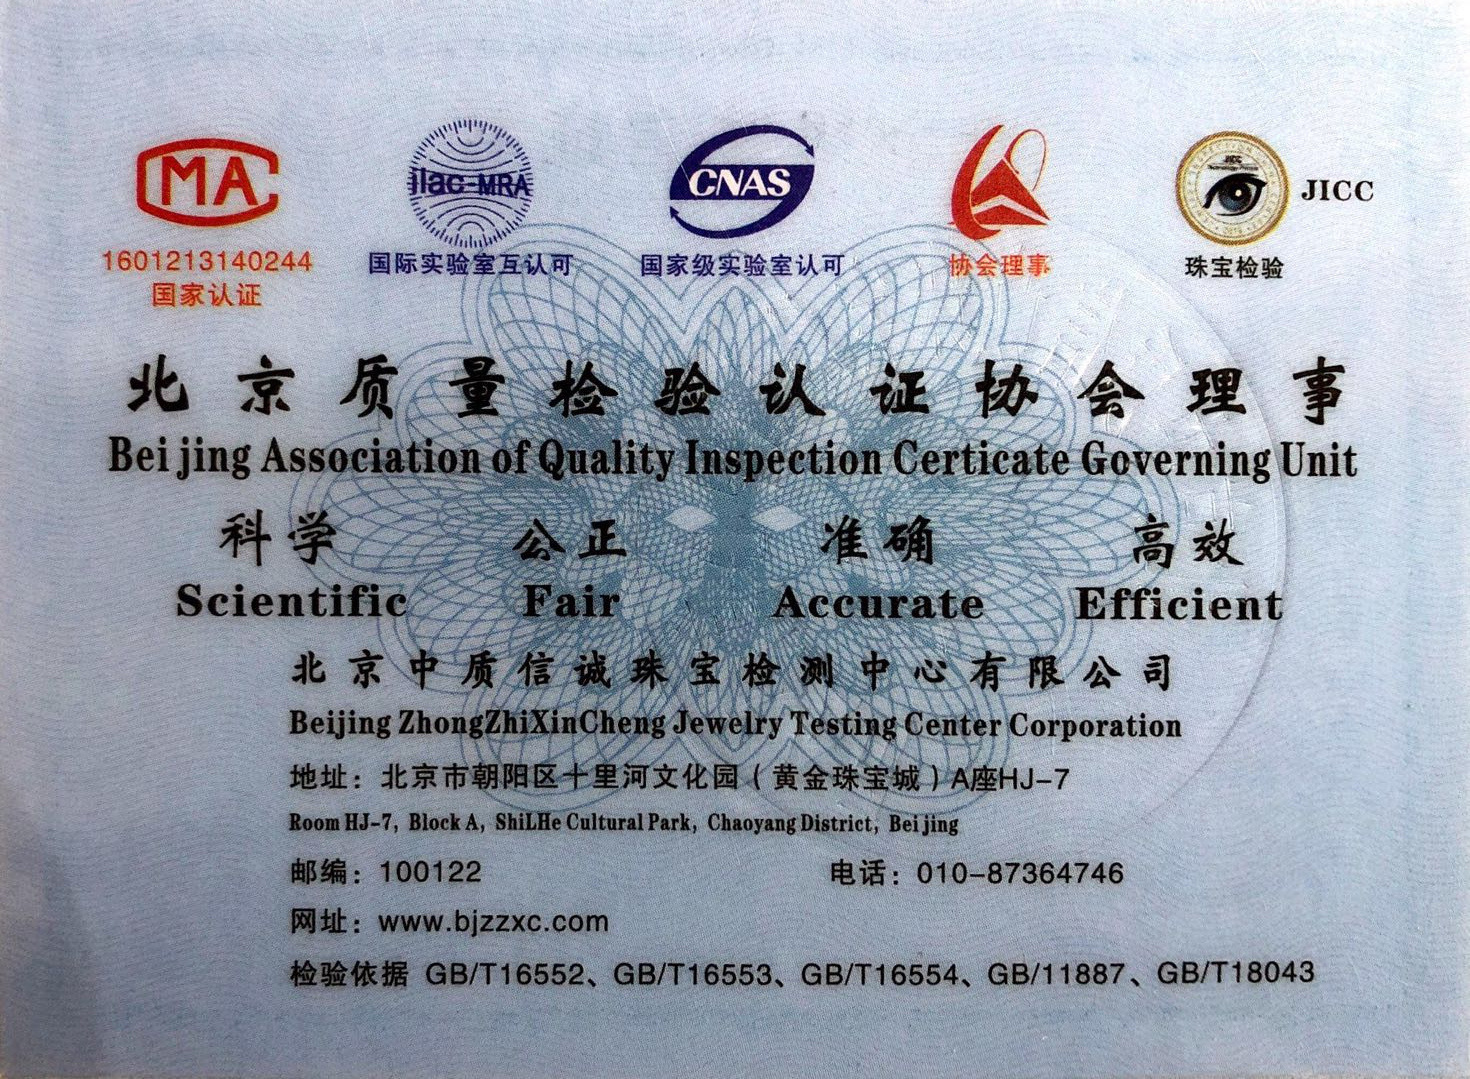 MA
ilac-MRA
CNAS
JICC
1601213140244
国家认证
国际实验室互认可
国家级实验室认可
协会理事
珠宝检验
北京质量检验认证协会理事
Beijing Association of Quality Inspection Certicate Governing Unit
科学 公正 准确 高效
Scientific Fair Accurate Efficient
北京中质信诚珠宝检测中心有限公司
Beijing ZhongZhiXinCheng Jewelry Testing Center Corporation
地址：北京市朝阳区十里河文化园（黄金珠宝城）A座HJ-7
Room HJ-7, Block A, ShiLHe Cultural Park, Chaoyang District, Beijing
邮编：100122 电话：010-87364746
网址：www.bjzzxc.com
检验依据 GB/T16552、GB/T16553、GB/T16554、GB/11887、GB/T18043